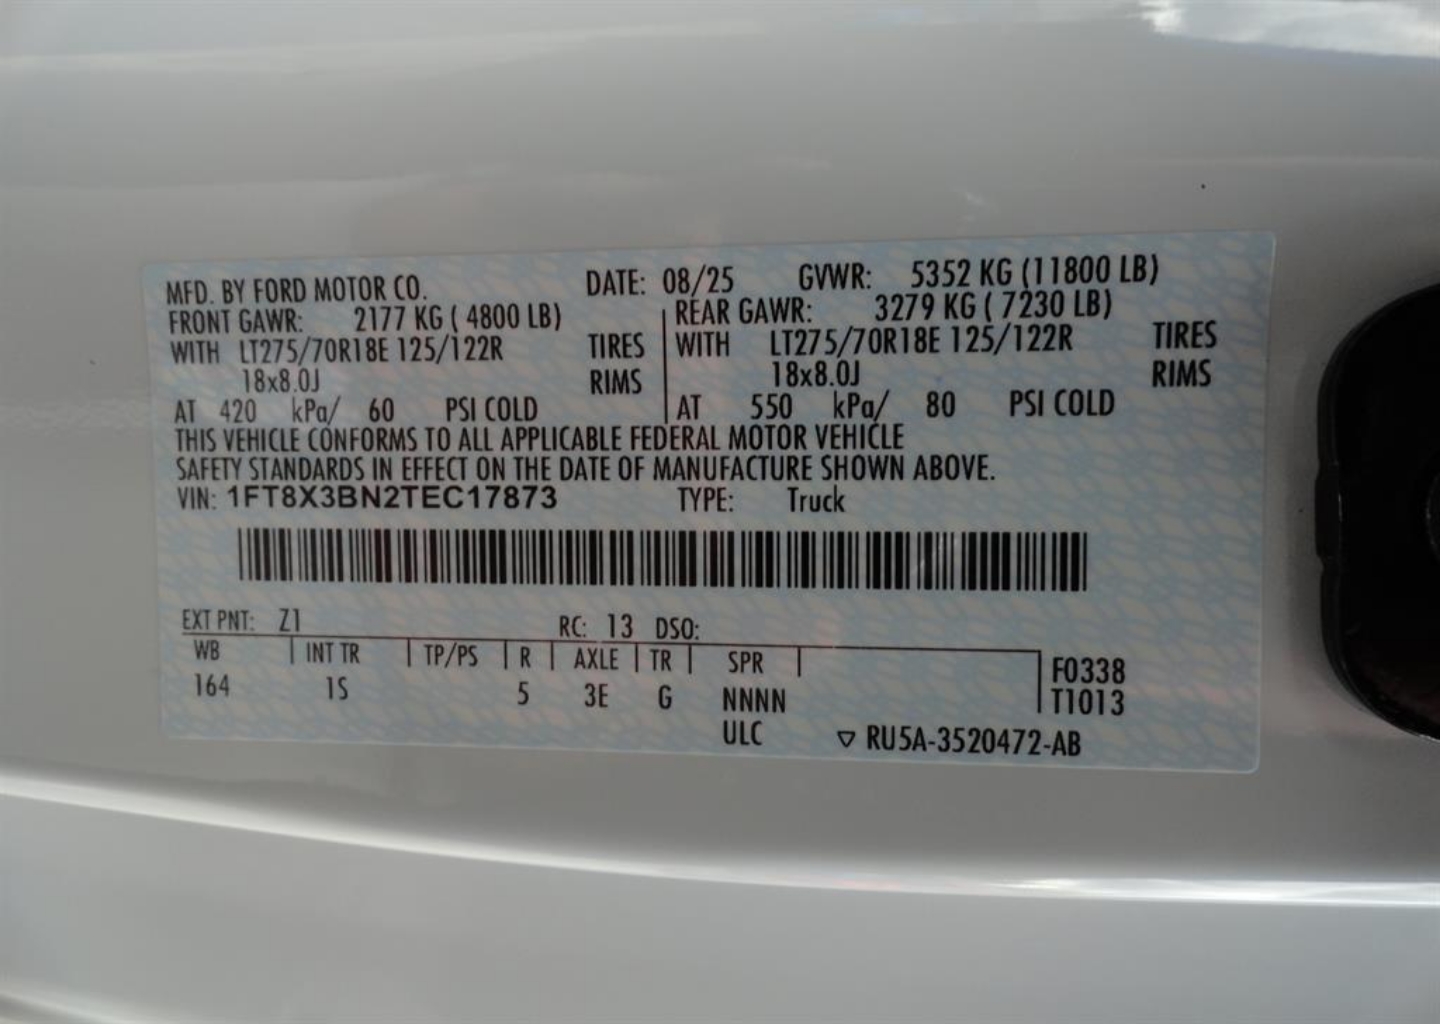 MFD. BY FORD MOTOR CO. DATE: 08/25 GVWR: 5352 KG (11800 LB)
FRONT GAWR: 2177 KG ( 4800 LB) REAR GAWR: 3279 KG ( 7230 LB)
WITH LT275/70R18E 125/122R TIRES WITH LT275/70R18E 125/122R TIRES
18x8.0J RIMS 18x8.0J RIMS
AT 420 kPa/ 60 PSI COLD AT 550 kPa/ 80 PSI COLD
THIS VEHICLE CONFORMS TO ALL APPLICABLE FEDERAL MOTOR VEHICLE
SAFETY STANDARDS IN EFFECT ON THE DATE OF MANUFACTURE SHOWN ABOVE.
VIN: 1FT8X3BN2TEC17873 TYPE: Truck
EXT PNT: Z1 RC: 13 DSO:
WB INT TR TP/PS R AXLE TR SPR F0338
164 1S 5 3E G NNNN T1013
ULC ▽ RU5A-3520472-AB